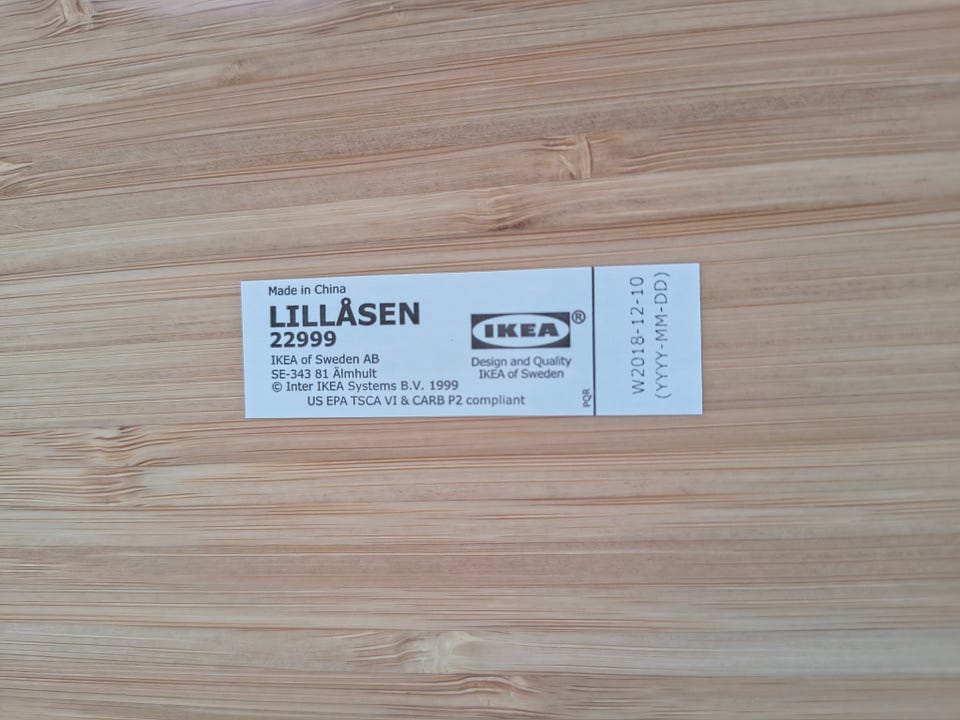 Made in China
LILLÅSEN
22999
IKEA of Sweden AB
SE-343 81 Älmhult
© Inter IKEA Systems B.V. 1999
US EPA TSCA VI & CARB P2 compliant
IKEA®
Design and Quality
IKEA of Sweden
PQR
W2018-12-10
(YYYY-MM-DD)